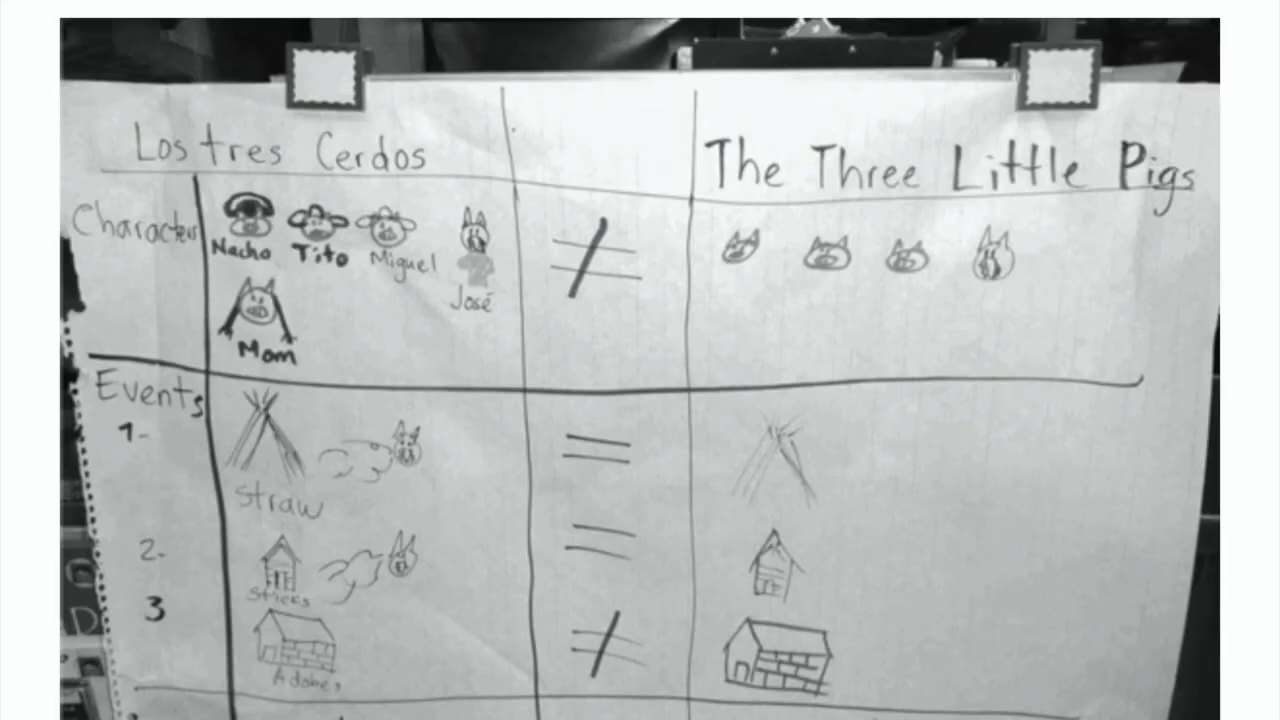 Los tres Cerdos
The Three Little Pigs
Characters
Nacho Tito Miguel
José
≠
Mom
Events
1-
=
straw
2-
=
Sticks
3
≠
Adobes